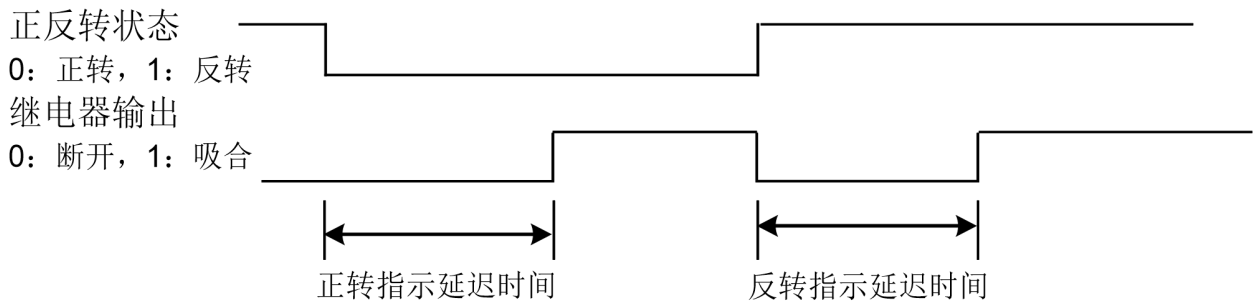 正反转状态
0：正转，1：反转
继电器输出
0：断开，1：吸合
正转指示延迟时间
反转指示延迟时间